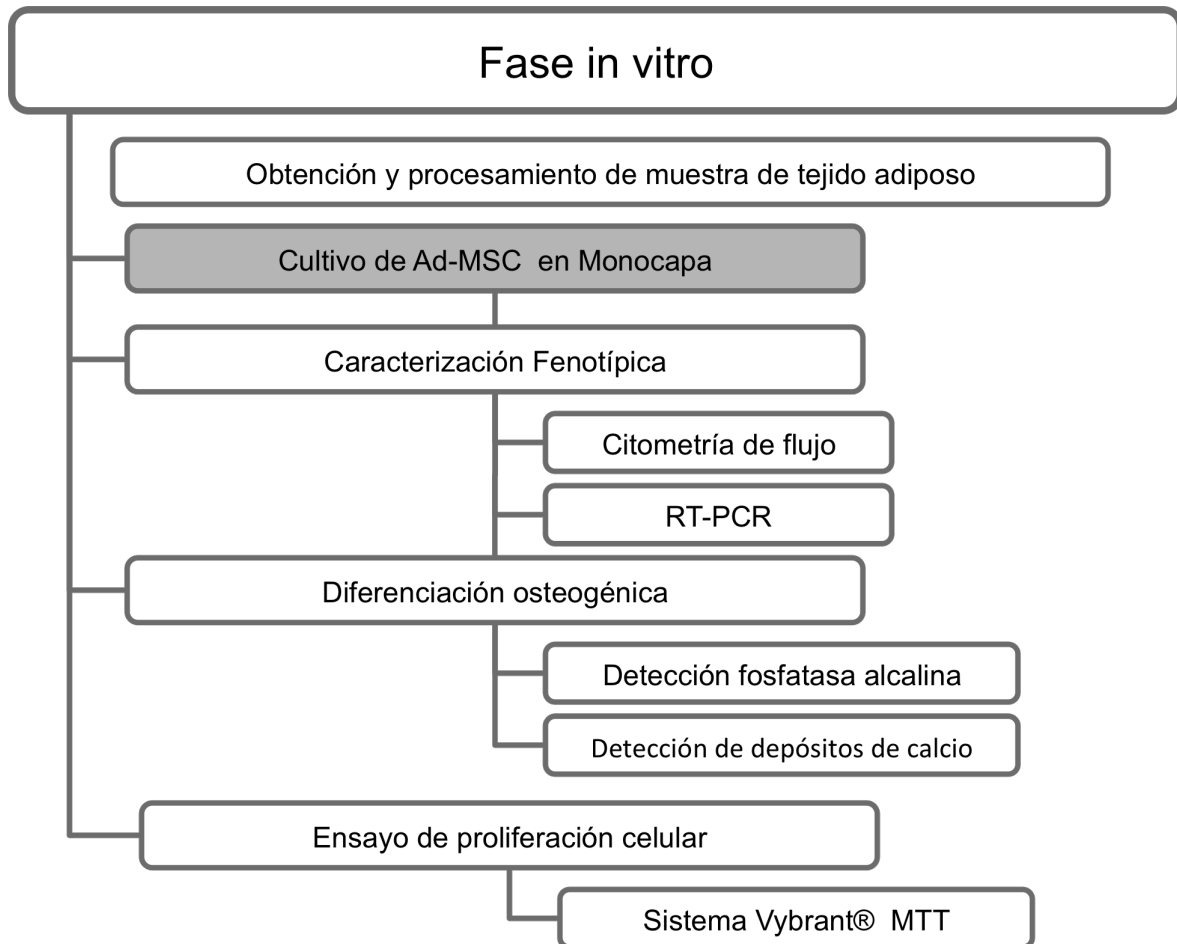 Fase in vitro
Obtención y procesamiento de muestra de tejido adiposo
Cultivo de Ad-MSC en Monocapa
Caracterización Fenotípica
Citometría de flujo
RT-PCR
Diferenciación osteogénica
Detección fosfatasa alcalina
Detección de depósitos de calcio
Ensayo de proliferación celular
Sistema Vybrant® MTT